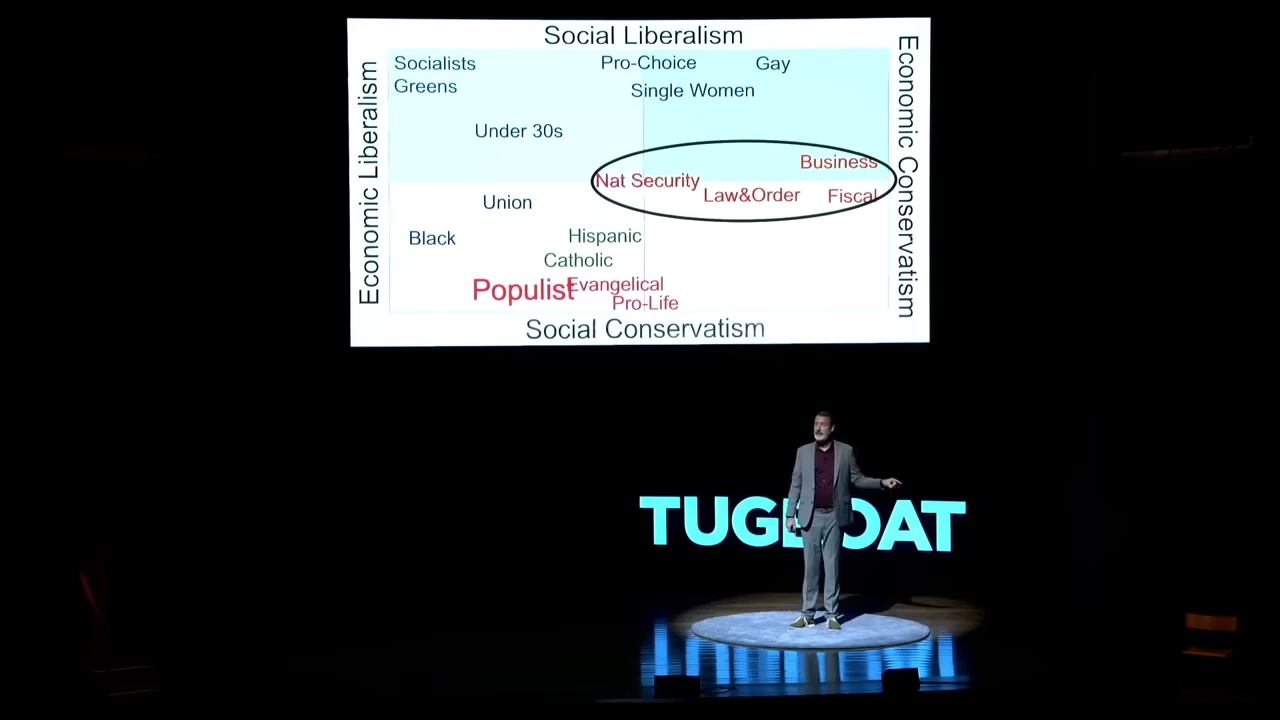 Social Liberalism
Economic Liberalism
Economic Conservatism
Socialists
Pro-Choice
Gay
Greens
Single Women
Under 30s
Business
Nat Security
Law&Order
Fiscal
Union
Black
Hispanic
Catholic
Populist
Evangelical
Pro-Life
Social Conservatism
TUGBOAT